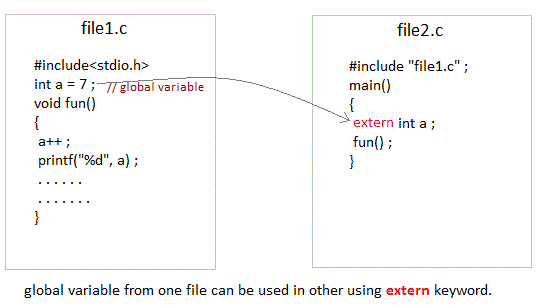 file1.c
#include<stdio.h>
int a = 7 ; // global variable
void fun()
{
a++ ;
printf("%d", a) ;
. . . . . .
. . . . . . .
}
file2.c
#include "file1.c" ;
main()
{
extern int a ;
fun() ;
}
global variable from one file can be used in other using extern keyword.